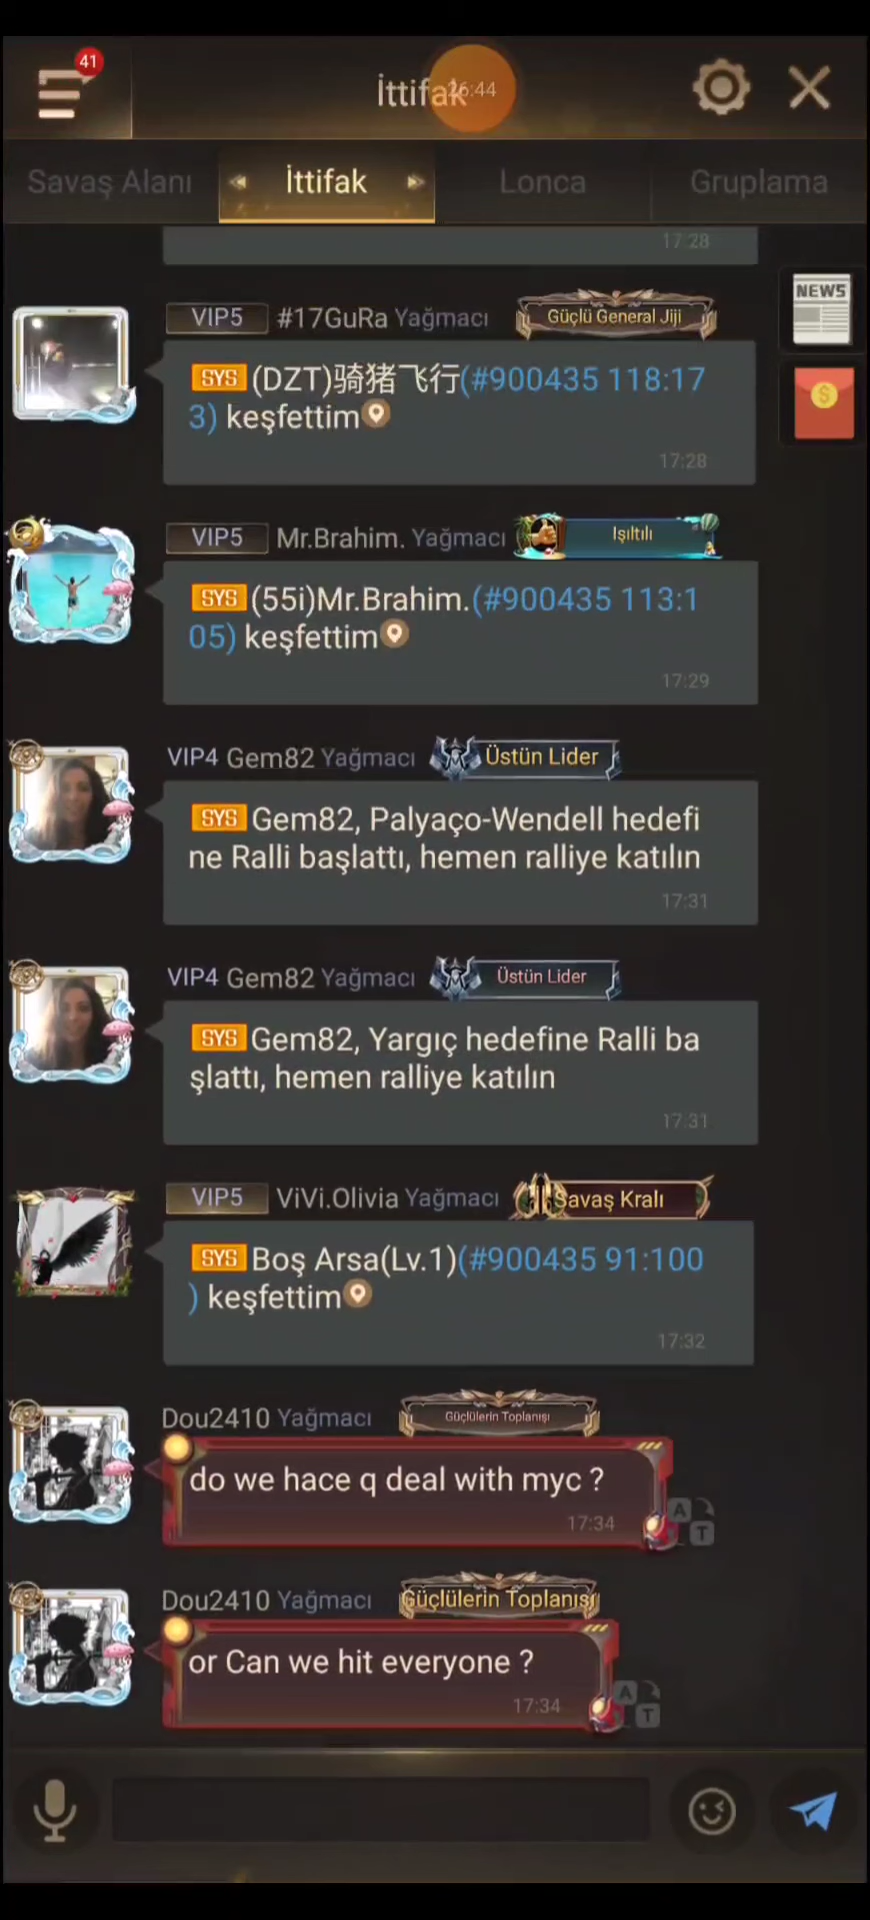 41
İttifak
26:44
Savaş Alanı
İttifak
Lonca
Gruplama
17:28
NEWS
VIP5 #17GuRa Yağmacı Güçlü General Jiji
SYS (DZT)骑猪飞行(#900435 118:17
3) keşfettim
17:28
VIP5 Mr.Brahim. Yağmacı Işıltılı
SYS (55i)Mr.Brahim.(#900435 113:1
05) keşfettim
17:29
VIP4 Gem82 Yağmacı Üstün Lider
SYS Gem82, Palyaço-Wendell hedefi
ne Ralli başlattı, hemen ralliye katılın
17:31
VIP4 Gem82 Yağmacı Üstün Lider
SYS Gem82, Yargıç hedefine Ralli ba
şlattı, hemen ralliye katılın
17:31
VIP5 ViVi.Olivia Yağmacı Savaş Kralı
SYS Boş Arsa(Lv.1)(#900435 91:100
) keşfettim
17:32
Dou2410 Yağmacı Güçlülerin Toplanışı
do we hace q deal with myc ?
17:34
A
T
Dou2410 Yağmacı Güçlülerin Toplanışı
or Can we hit everyone ?
17:34
A
T